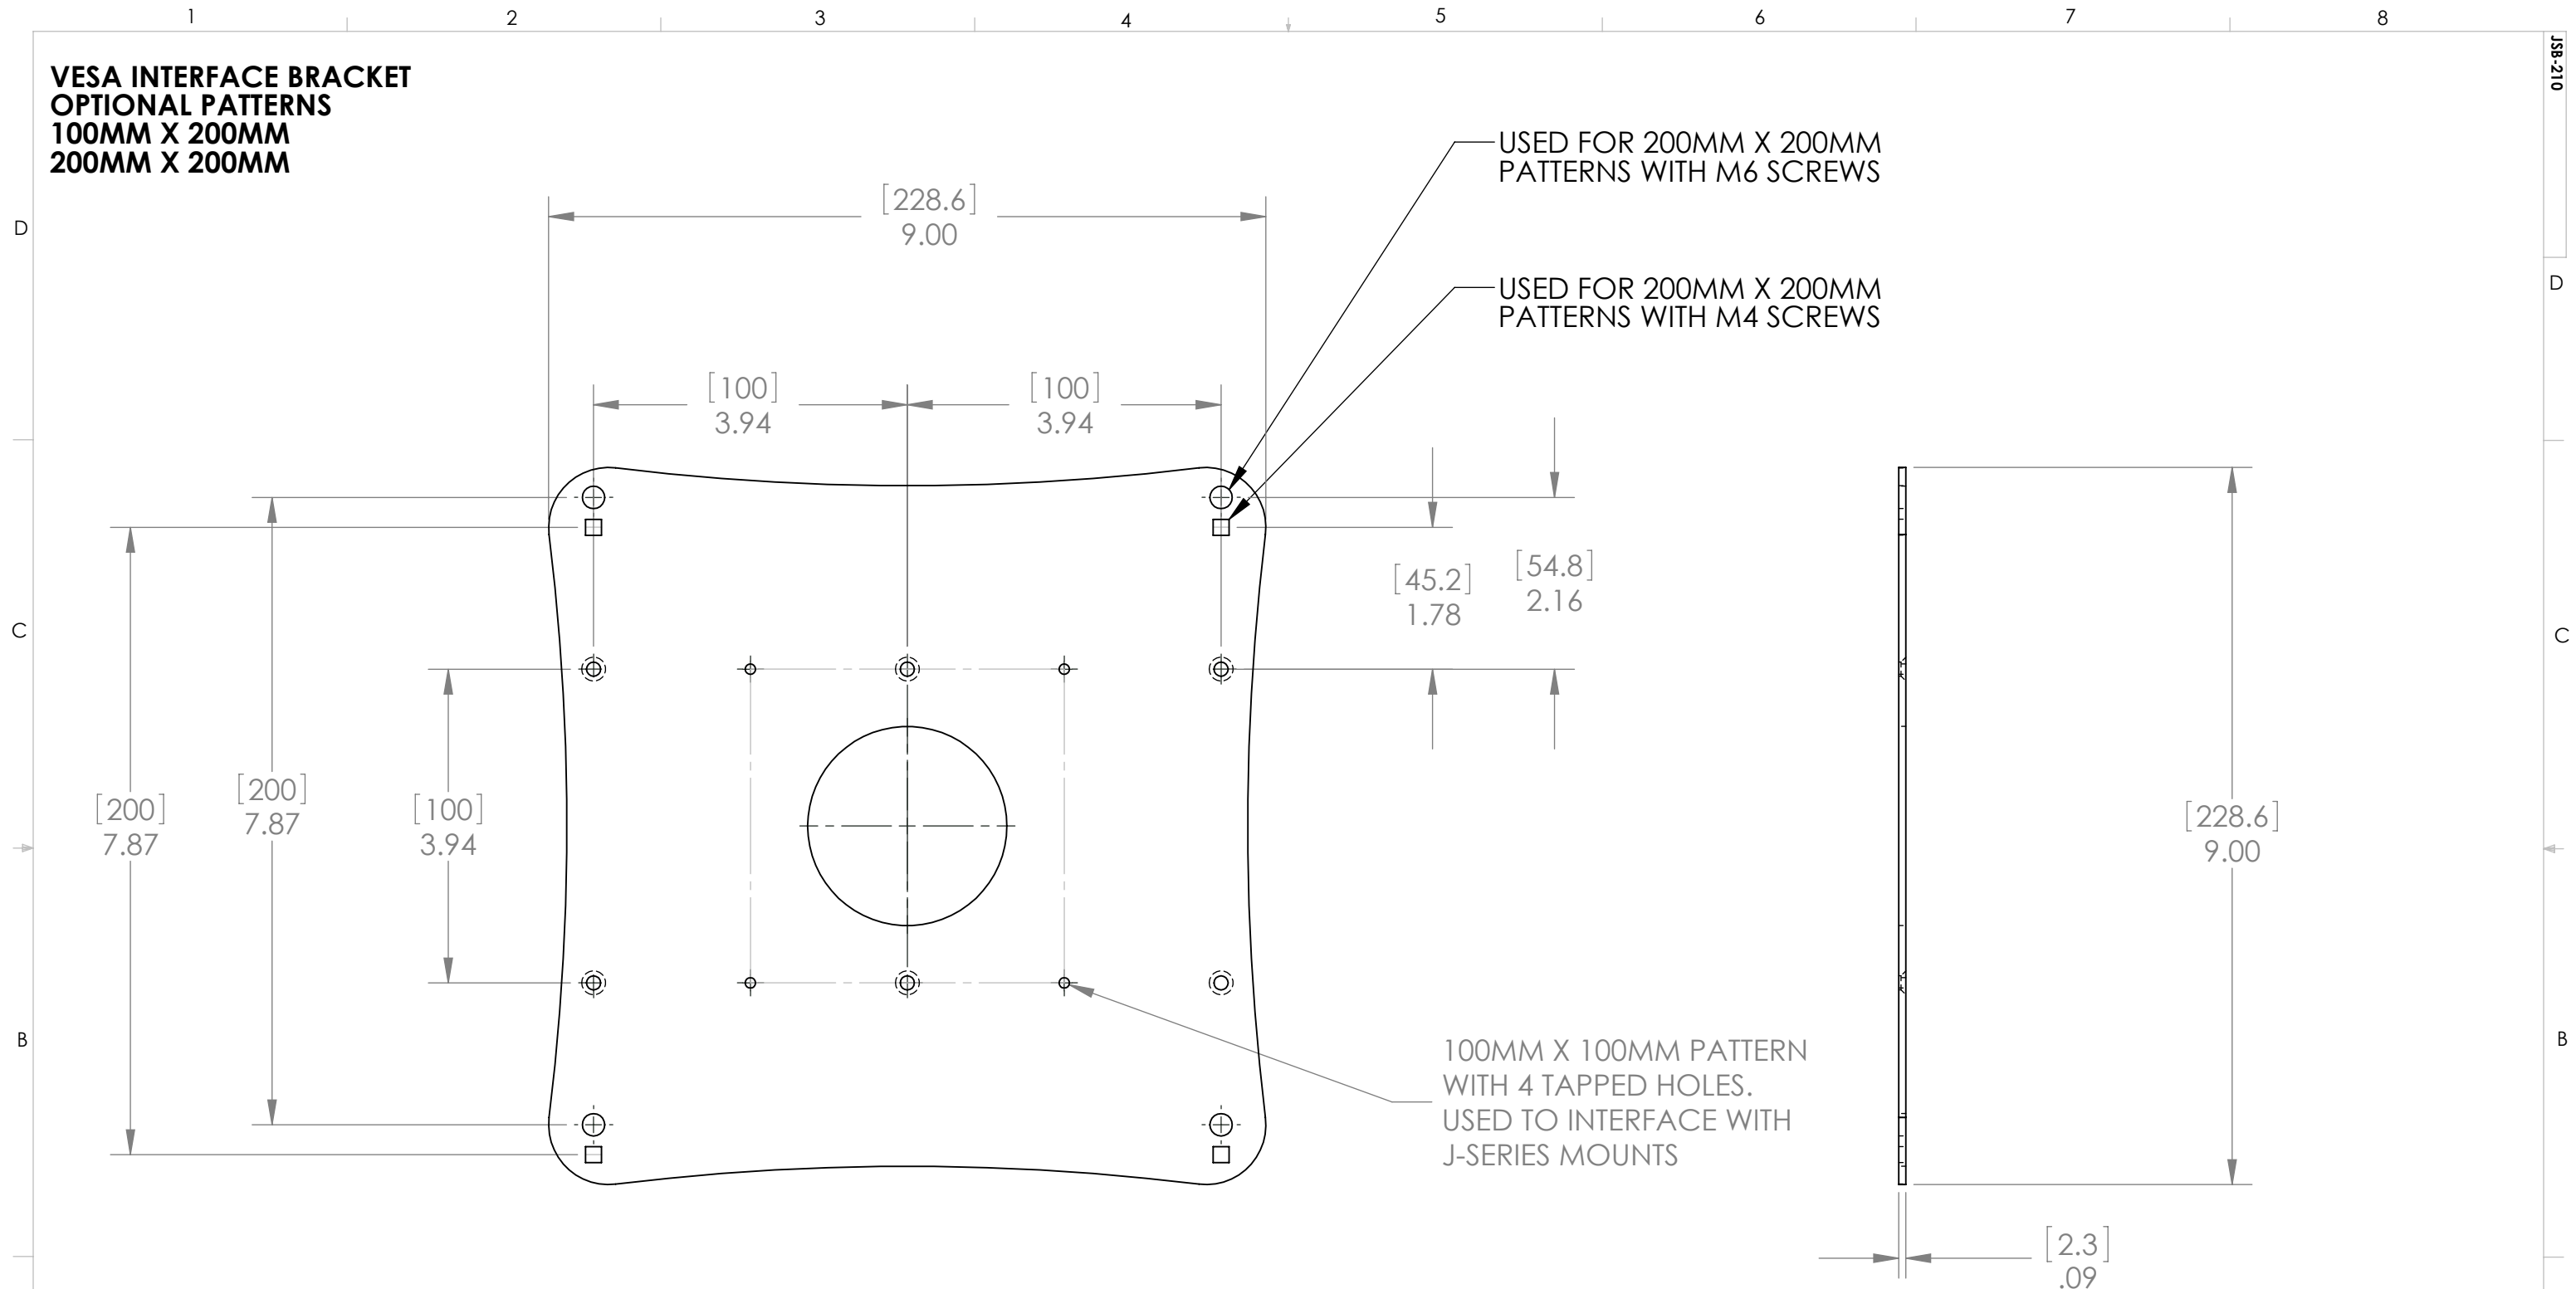 1 2 3 4 5 6 7 8
JSB-210
VESA INTERFACE BRACKET
OPTIONAL PATTERNS
100MM X 200MM
200MM X 200MM
USED FOR 200MM X 200MM
PATTERNS WITH M6 SCREWS
[228.6]
9.00
D
D
USED FOR 200MM X 200MM
PATTERNS WITH M4 SCREWS
[100]
3.94
[100]
3.94
[45.2]
1.78
[54.8]
2.16
C
C
[200]
7.87
[200]
7.87
[100]
3.94
[228.6]
9.00
B
B
100MM X 100MM PATTERN
WITH 4 TAPPED HOLES.
USED TO INTERFACE WITH
J-SERIES MOUNTS
[2.3]
.09